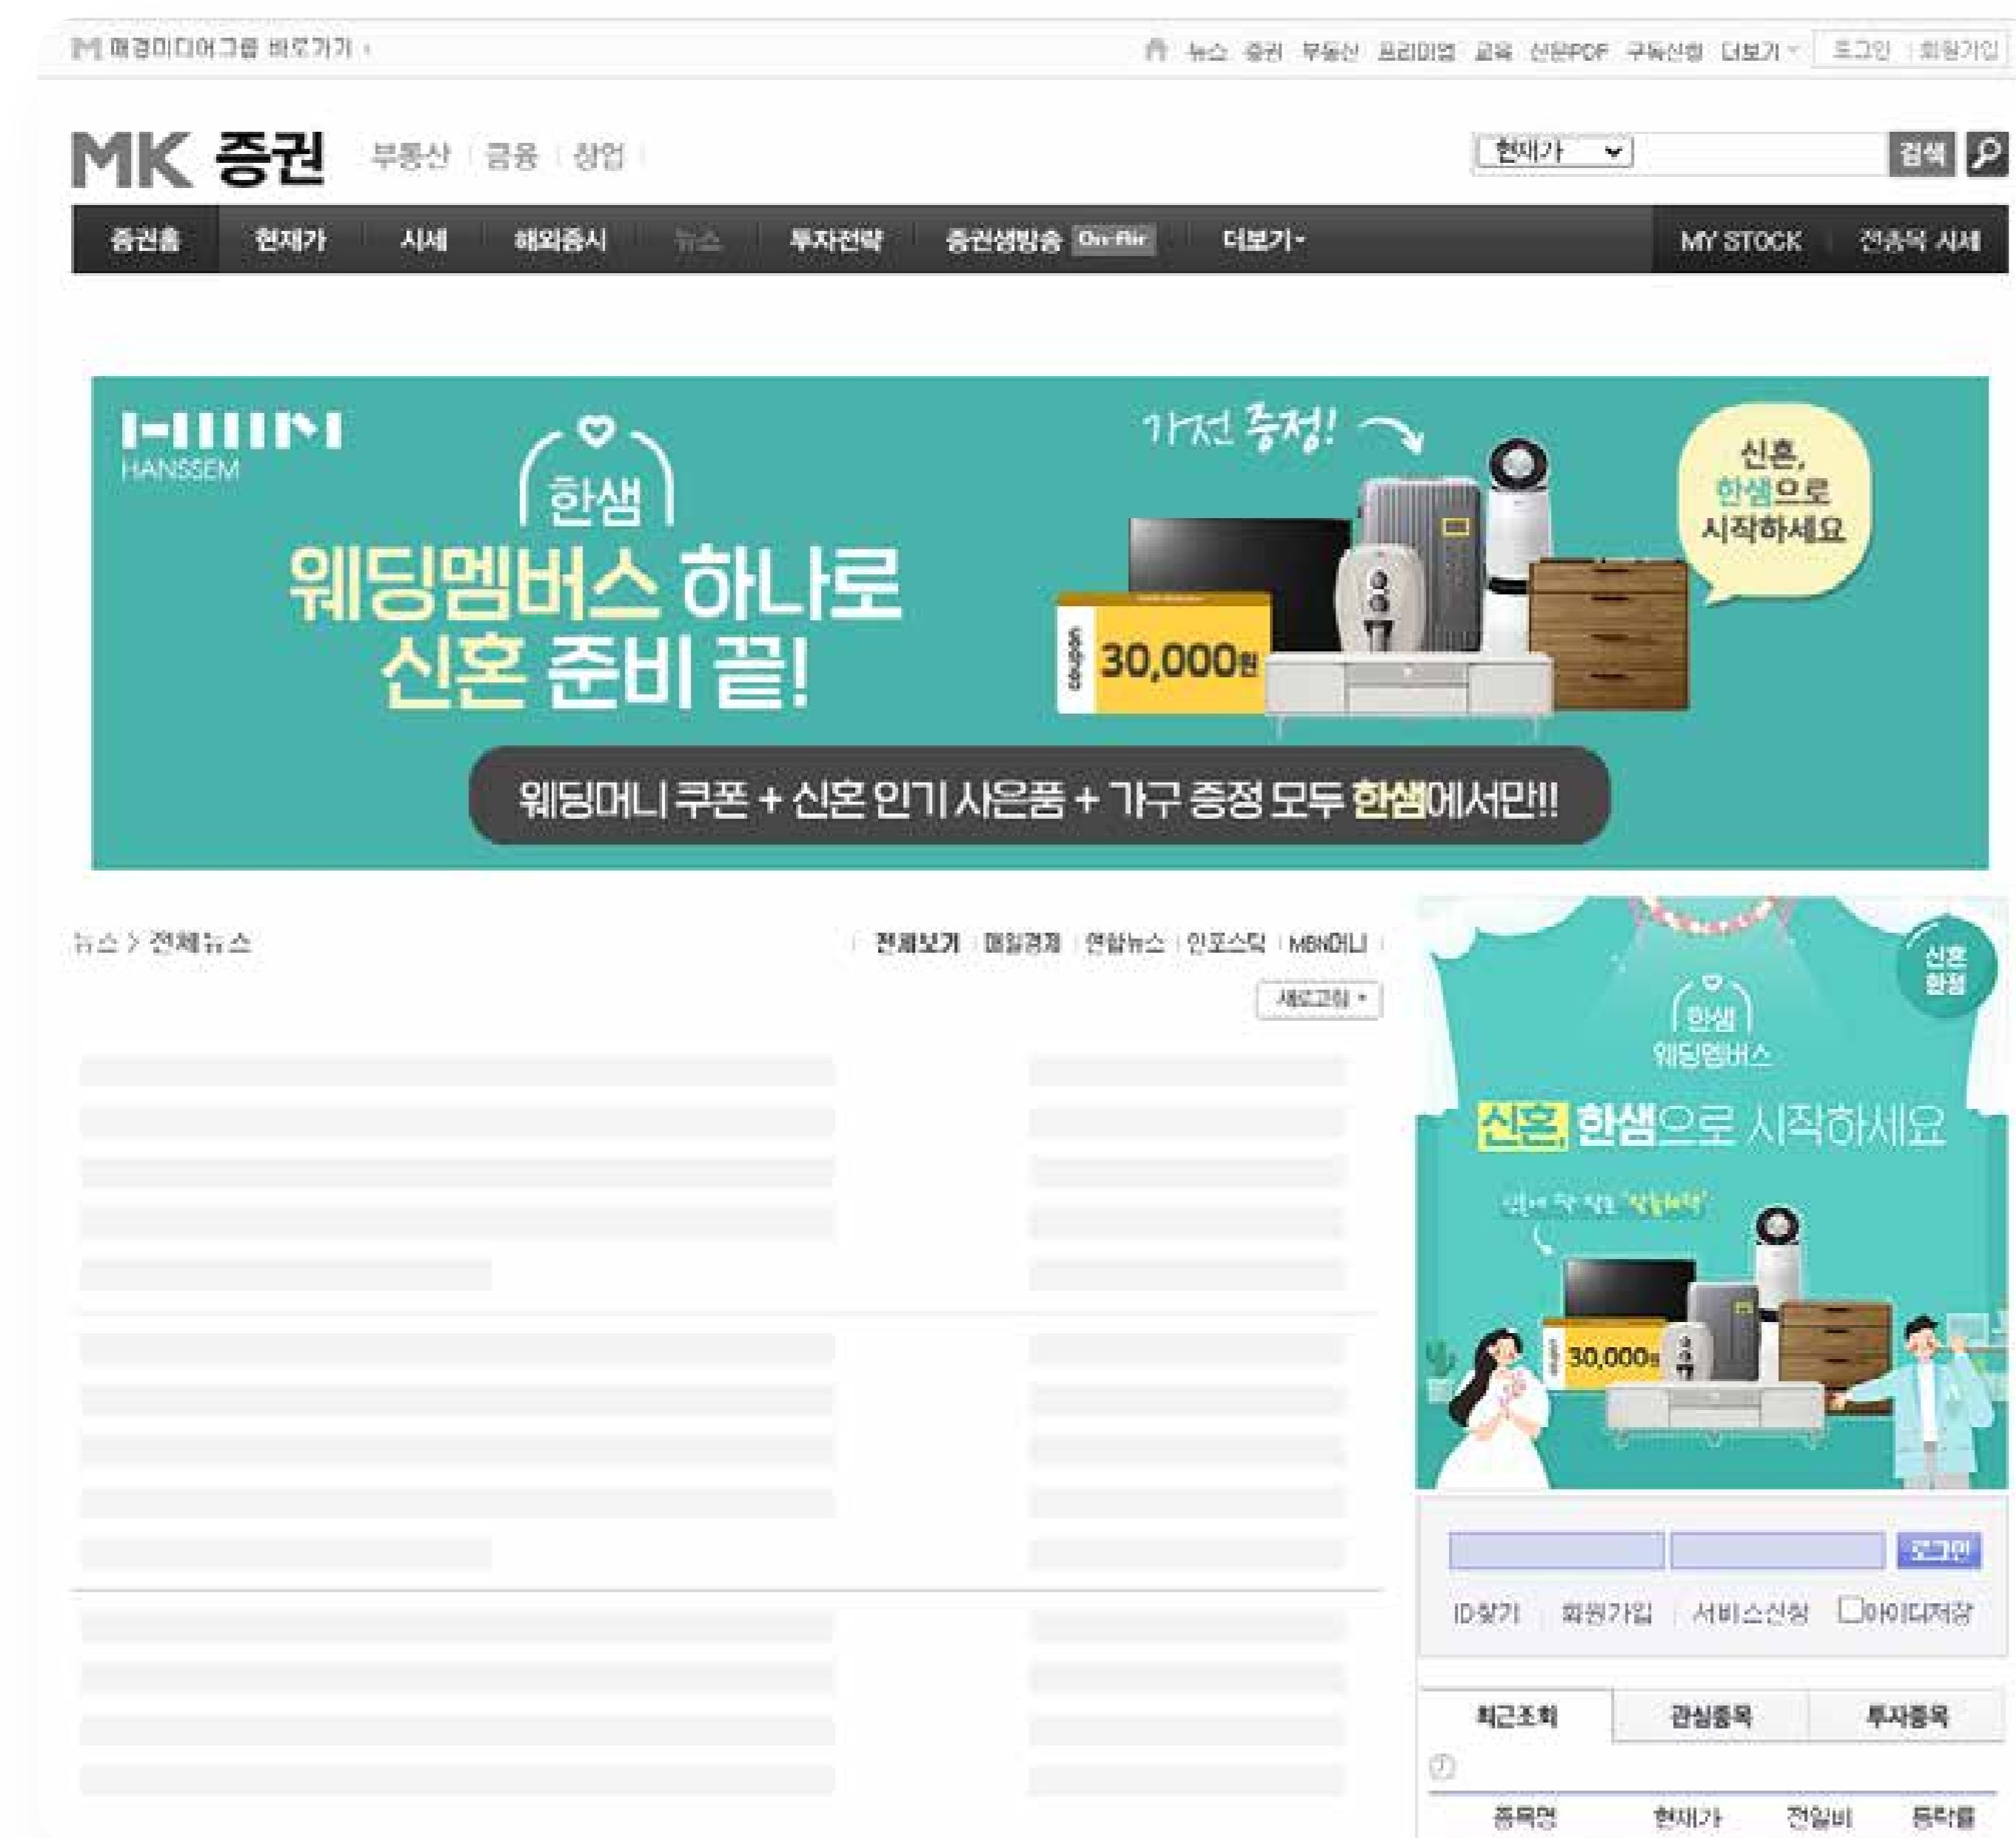 매경미디어그룹 바로가기
뉴스 증권 부동산 프리미엄 교육 신문PDF 구독신청 더보기 로그인 회원가입
MK 증권 부동산 금융 창업
현재가 검색
증권홈 현재가 시세 해외증시 뉴스 투자전략 증권생방송 On-Air 더보기 MY STOCK 전종목 시세
HANSSEM
한샘
웨딩멤버스 하나로
신혼 준비 끝!
가전 증정!
coupon 30,000원
신혼,
한샘으로
시작하세요
웨딩머니 쿠폰 + 신혼 인기 사은품 + 가구 증정 모두 한샘에서만!!
뉴스 > 전체뉴스
전체보기 매일경제 연합뉴스 인포스탁 MBN머니
새로고침
신혼
한정
한샘
웨딩멤버스
신혼, 한샘으로 시작하세요
coupon 30,000원
로그인
ID찾기 회원가입 서비스신청 아이디저장
최근조회 관심종목 투자종목
종목명 현재가 전일비 등락률